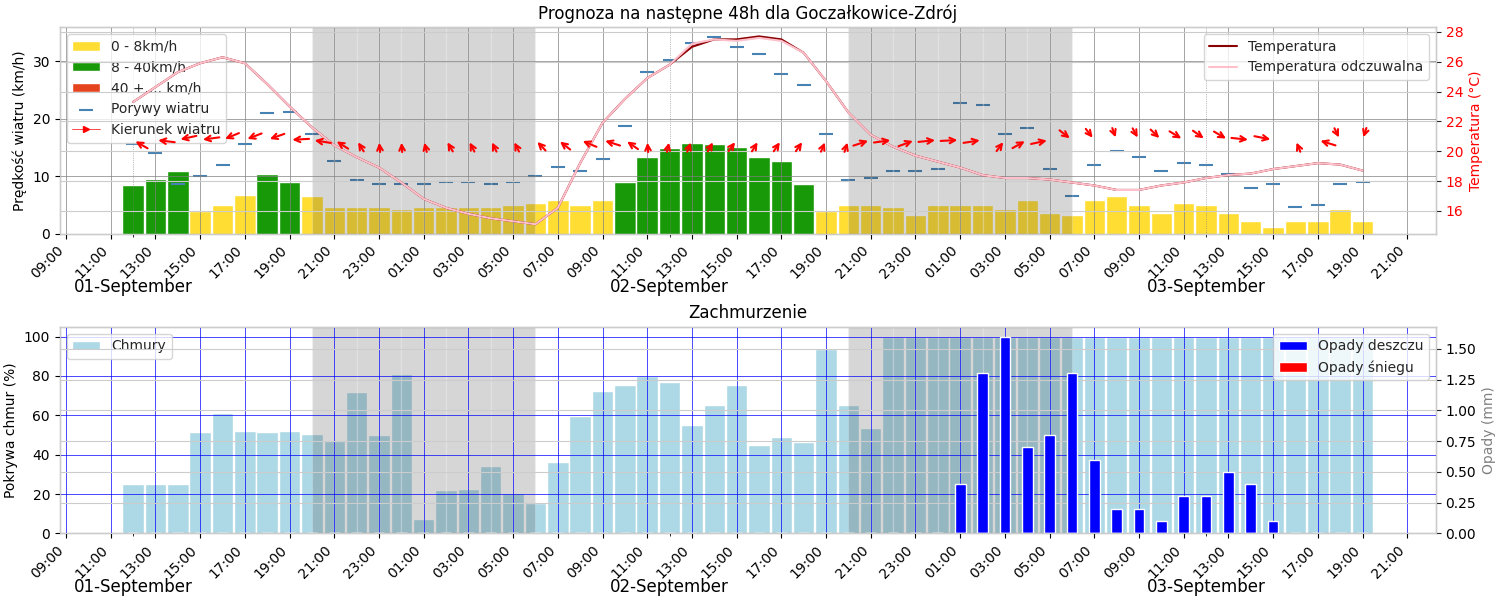 Prognoza na następne 48h dla Goczałkowice-Zdrój
Prędkość wiatru (km/h)
30
20
10
0
0 - 8km/h
8 - 40km/h
40 + ... km/h
Porywy wiatru
Kierunek wiatru
Temperatura
Temperatura odczuwalna
28
26
24
22
20
18
16
Temperatura (°C)
09:00 11:00 13:00 15:00 17:00 19:00 21:00 23:00 01:00 03:00 05:00 07:00 09:00 11:00 13:00 15:00 17:00 19:00 21:00 23:00 01:00 03:00 05:00 07:00 09:00 11:00 13:00 15:00 17:00 19:00 21:00
01-September 02-September 03-September
Zachmurzenie
Pokrywa chmur (%)
100
80
60
40
20
0
Chmury
Opady deszczu
Opady śniegu
1.50
1.25
1.00
0.75
0.50
0.25
0.00
Opady (mm)
09:00 11:00 13:00 15:00 17:00 19:00 21:00 23:00 01:00 03:00 05:00 07:00 09:00 11:00 13:00 15:00 17:00 19:00 21:00 23:00 01:00 03:00 05:00 07:00 09:00 11:00 13:00 15:00 17:00 19:00 21:00
01-September 02-September 03-September